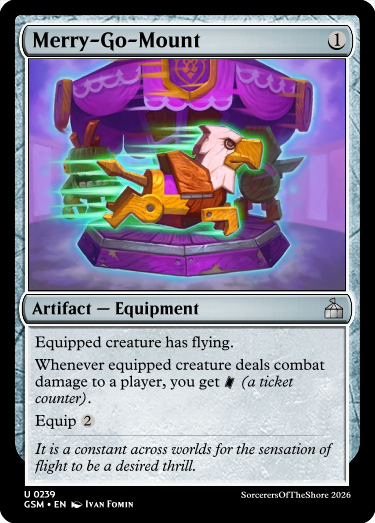 Merry-Go-Mount 1
Artifact — Equipment
Equipped creature has flying.
Whenever equipped creature deals combat
damage to a player, you get (a ticket
counter).
Equip 2
It is a constant across worlds for the sensation of
flight to be a desired thrill.
U 0239
GSM • EN Ivan Fomin
SorcerersOfTheShore 2026